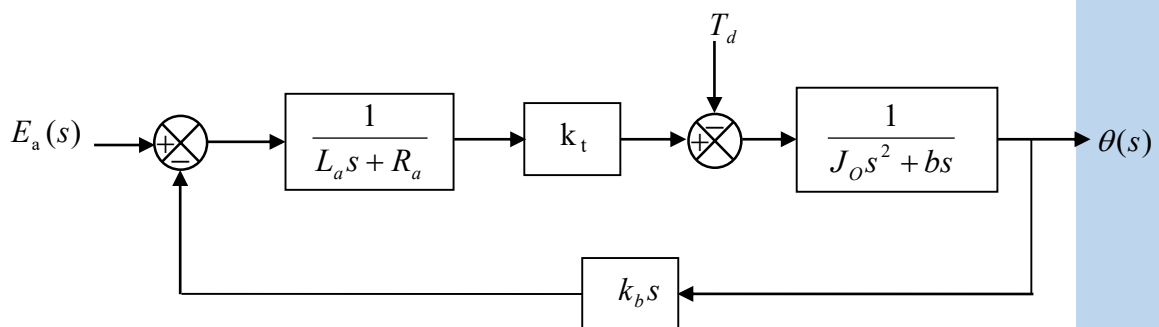 T_d
E_a(s)
+
−
1
L_a s + R_a
k_t
−
+
1
J_O s^2 + bs
θ(s)
k_b s